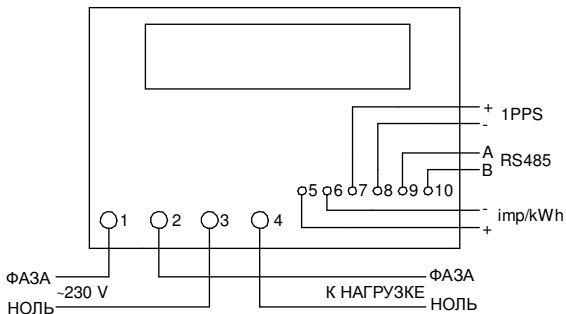 +
1PPS
-
A
RS485
B
5 6 7 8 9 10
-
imp/kWh
+
1 2 3 4
ФАЗА
ФАЗА
~230 V
К НАГРУЗКЕ
НОЛЬ
НОЛЬ